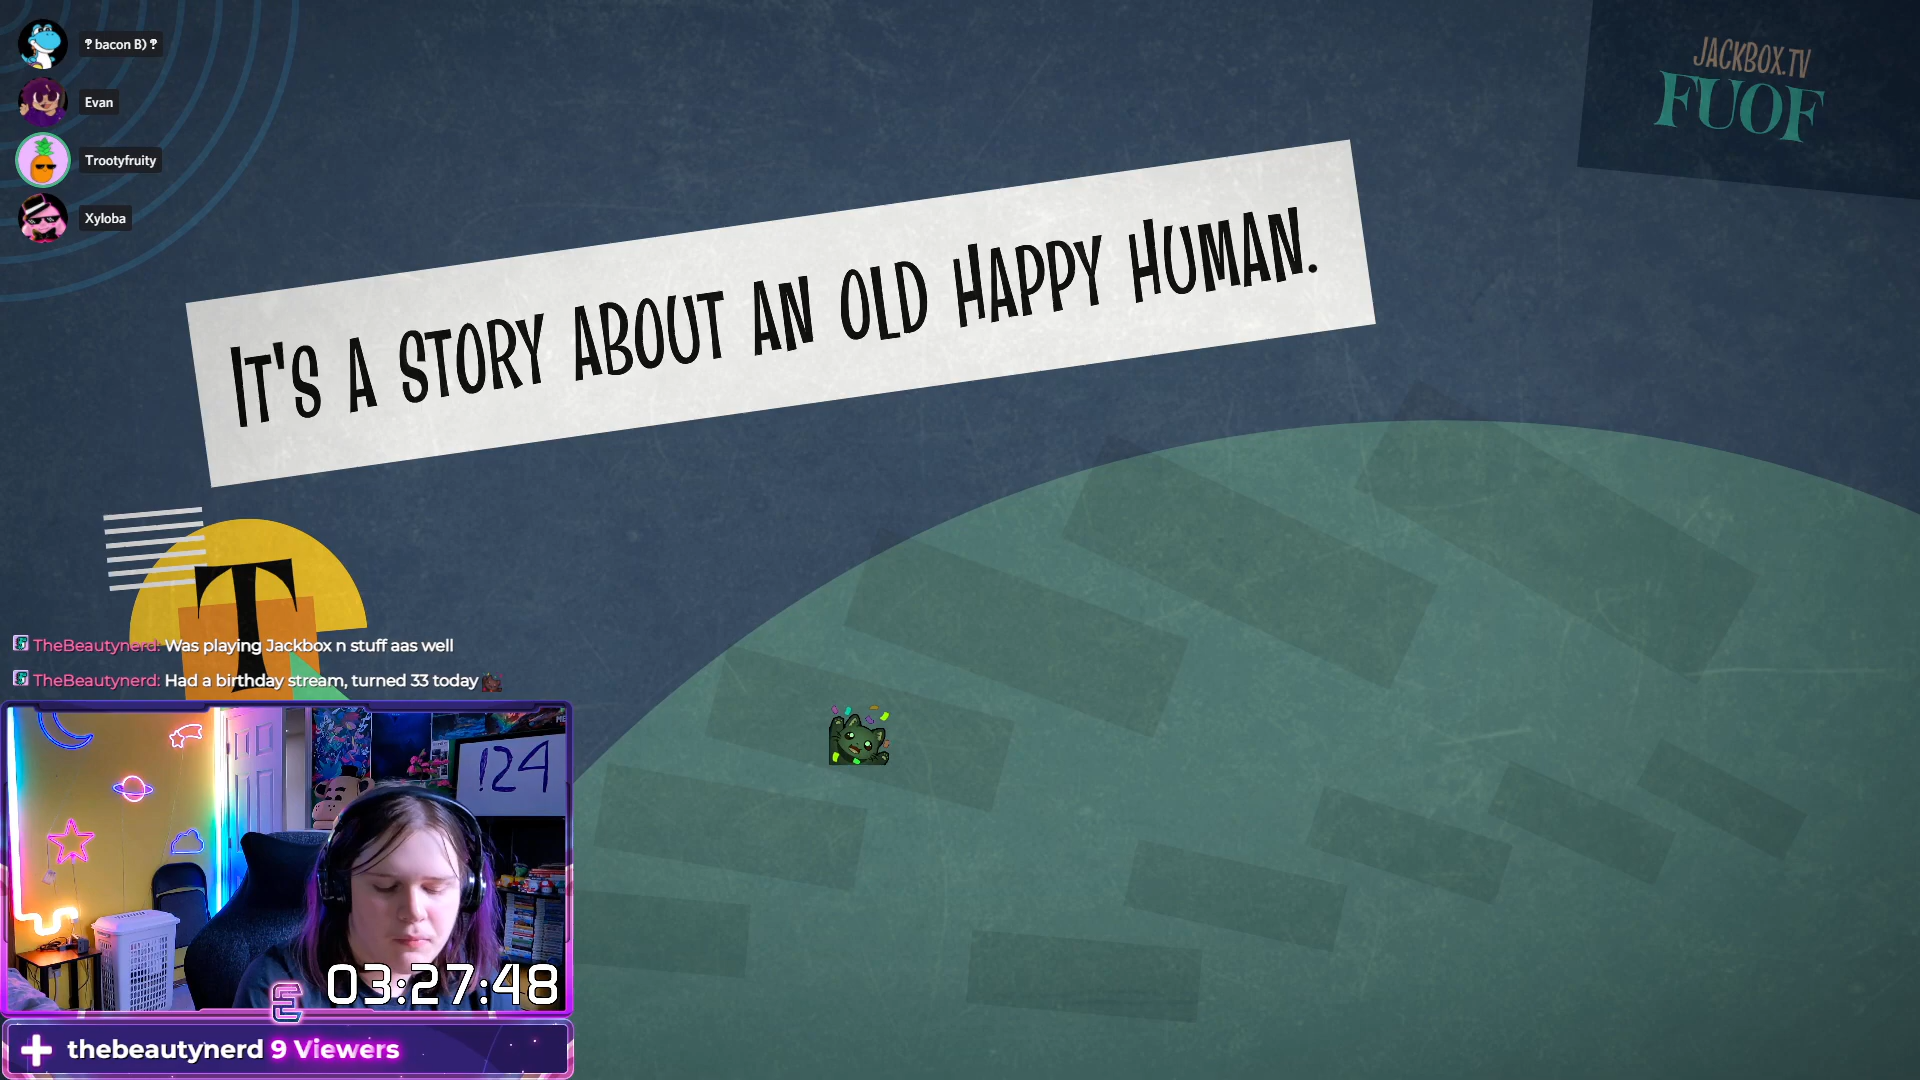 ? bacon B) ?
Evan
Trootyfruity
Xyloba
JACKBOX.TV
FUOF
IT'S A STORY ABOUT AN OLD HAPPY HUMAN.
T
TheBeautynerd: Was playing Jackbox n stuff aas well
TheBeautynerd: Had a birthday stream, turned 33 today
!24
03:27:48
E
thebeautynerd 9 Viewers